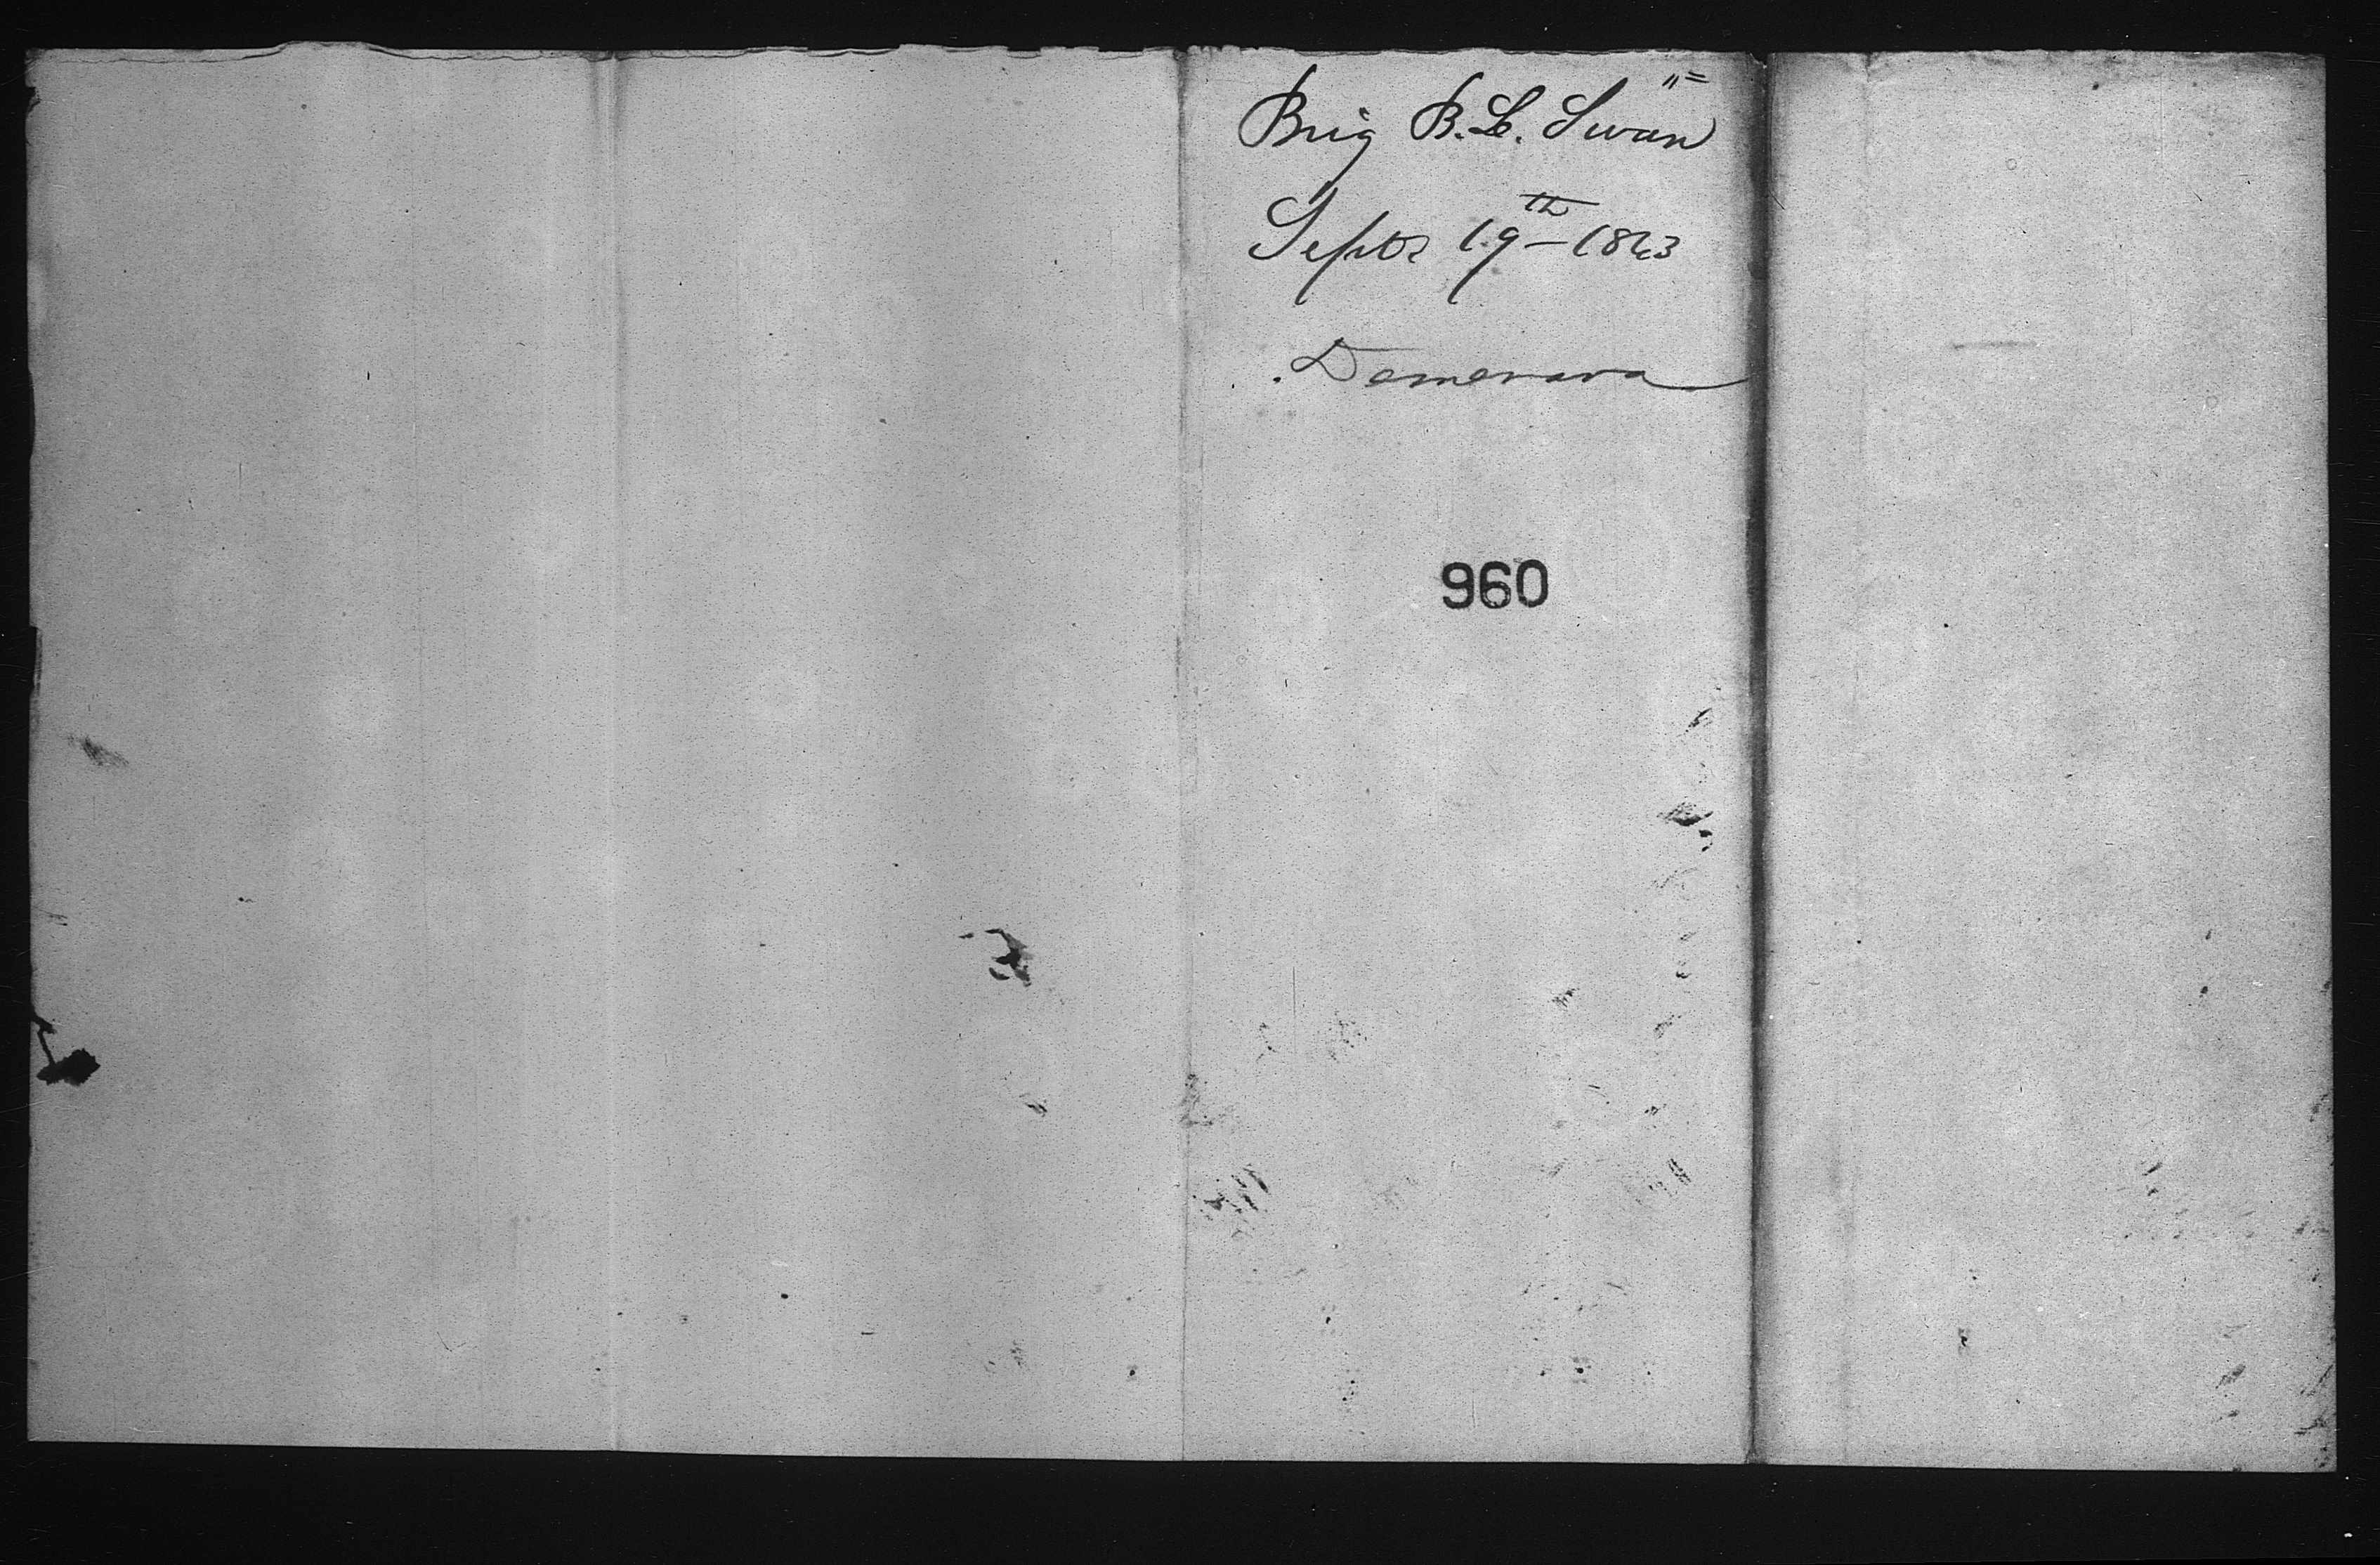 Brig B.L. Swan"
Septr 19th - 1863
Demerara
960